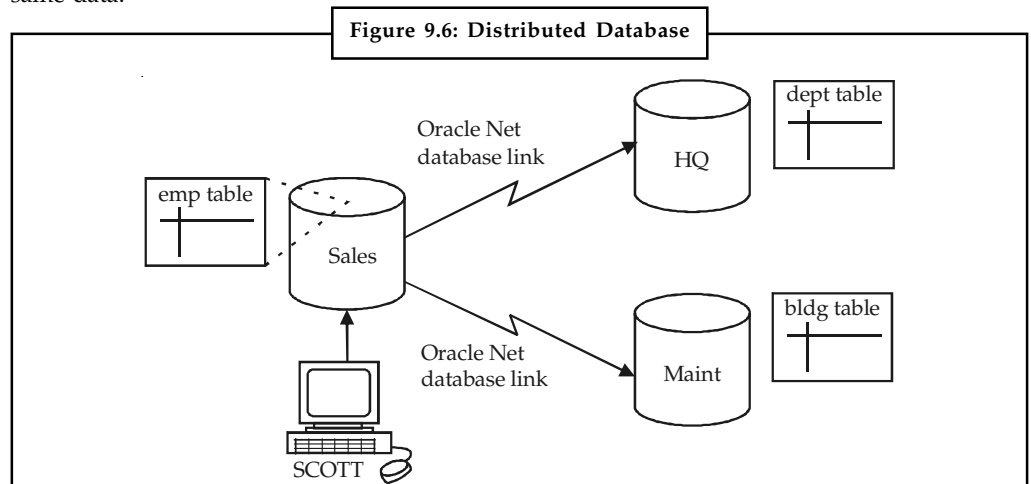 same data.
Figure 9.6: Distributed Database
dept table
Oracle Net
database link
HQ
emp table
Sales
bldg table
Oracle Net
database link
Maint
SCOTT